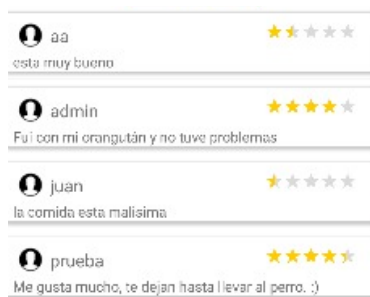 aa
esta muy bueno
admin
Fui con mi orangután y no tuve problemas
juan
la comida esta malisima
prueba
Me gusta mucho, te dejan hasta llevar al perro. :)